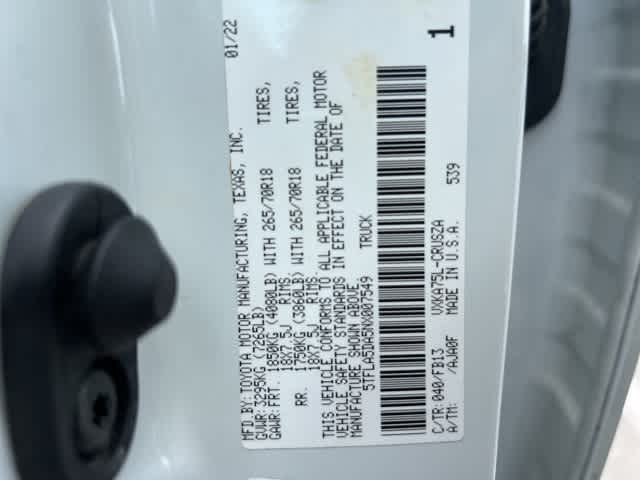 MFD.BY: TOYOTA MOTOR MANUFACTURING, TEXAS, INC. 01/22
GVWR: 3295KG (7265LB)
GAWR: FRT. 1850KG (4080LB) WITH 265/70R18 TIRES,
18X7.5J RIMS,
RR. 1750KG (3860LB) WITH 265/70R18 TIRES,
18X7.5J RIMS.
THIS VEHICLE CONFORMS TO ALL APPLICABLE FEDERAL MOTOR
VEHICLE SAFETY STANDARDS IN EFFECT ON THE DATE OF
MANUFACTURE SHOWN ABOVE.
5TFLA5DA5NX007549 TRUCK
C/TR: 040/FB13 VXKA75L-CRUSZA
A/TM: /AJA0F MADE IN U.S.A. 539
1